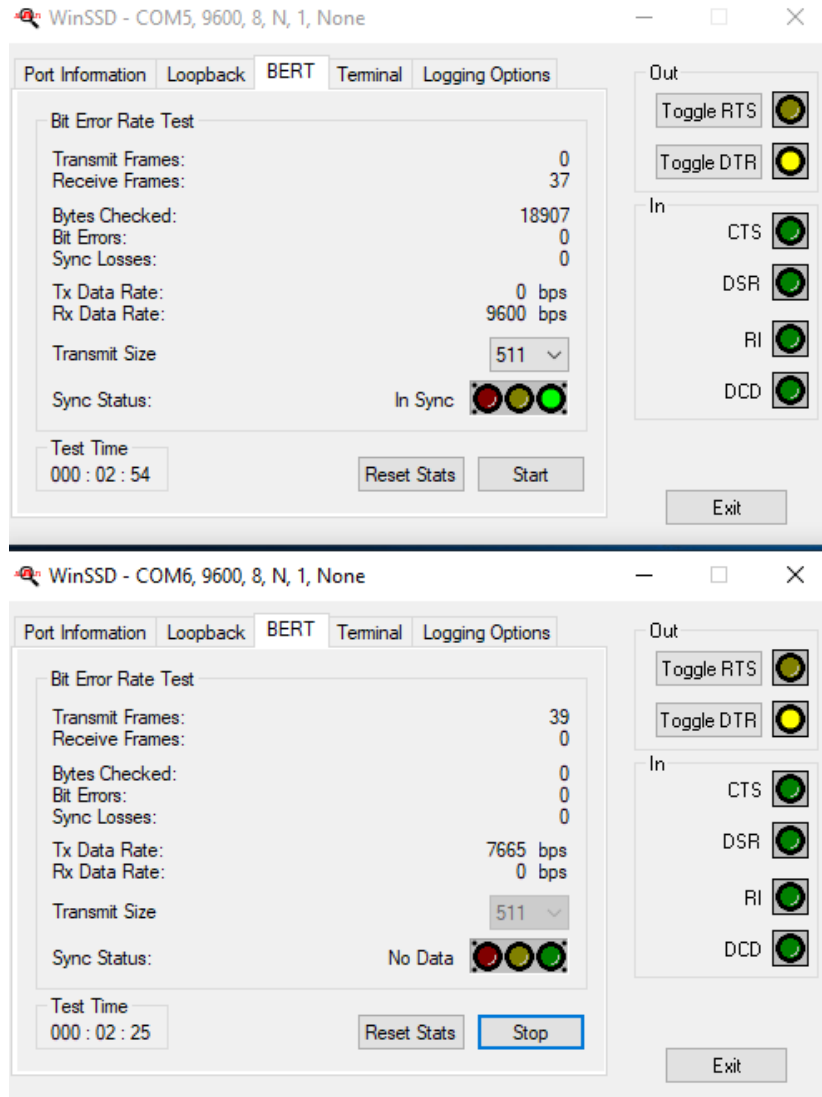 WinSSD - COM5, 9600, 8, N, 1, None
Port Information Loopback BERT Terminal Logging Options
Bit Error Rate Test
Transmit Frames: 0
Receive Frames: 37
Bytes Checked: 18907
Bit Errors: 0
Sync Losses: 0
Tx Data Rate: 0 bps
Rx Data Rate: 9600 bps
Transmit Size 511
Sync Status: In Sync
Test Time
000 : 02 : 54
Reset Stats Start
Out
Toggle RTS
Toggle DTR
In
CTS
DSR
RI
DCD
Exit
WinSSD - COM6, 9600, 8, N, 1, None
Port Information Loopback BERT Terminal Logging Options
Bit Error Rate Test
Transmit Frames: 39
Receive Frames: 0
Bytes Checked: 0
Bit Errors: 0
Sync Losses: 0
Tx Data Rate: 7665 bps
Rx Data Rate: 0 bps
Transmit Size 511
Sync Status: No Data
Test Time
000 : 02 : 25
Reset Stats Stop
Out
Toggle RTS
Toggle DTR
In
CTS
DSR
RI
DCD
Exit